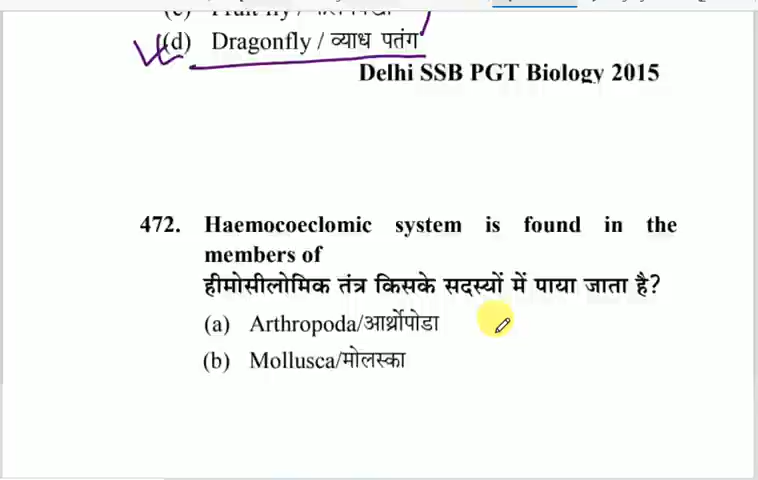 (d) Dragonfly / व्याध पतंग
Delhi SSB PGT Biology 2015
472. Haemocoeclomic system is found in the
members of
हीमोसीलोमिक तंत्र किसके सदस्यों में पाया जाता है?
(a) Arthropoda/आर्थ्रोपोडा
(b) Mollusca/मोलस्का